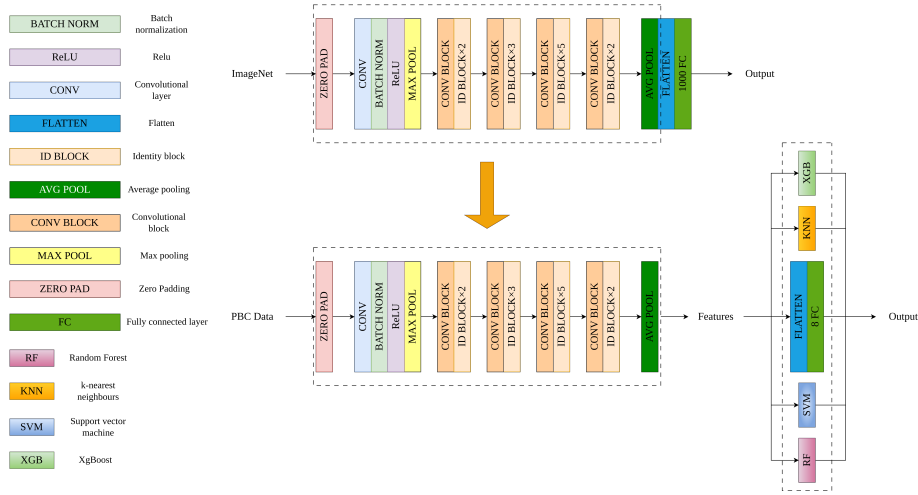 BATCH NORM
Batch
normalization
ReLU
Relu
CONV
Convolutional
layer
FLATTEN
Flatten
ID BLOCK
Identity block
AVG POOL
Average pooling
CONV BLOCK
Convolutional
block
MAX POOL
Max pooling
ZERO PAD
Zero Padding
FC
Fully connected layer
RF
Random Forest
KNN
k-nearest
neighbours
SVM
Support vector
machine
XGB
XgBoost
ImageNet
ZERO PAD
CONV
BATCH NORM
ReLU
MAX POOL
CONV BLOCK
ID BLOCK×2
CONV BLOCK
ID BLOCK×3
CONV BLOCK
ID BLOCK×5
CONV BLOCK
ID BLOCK×2
AVG POOL
FLATTEN
1000 FC
Output
PBC Data
ZERO PAD
CONV
BATCH NORM
ReLU
MAX POOL
CONV BLOCK
ID BLOCK×2
CONV BLOCK
ID BLOCK×3
CONV BLOCK
ID BLOCK×5
CONV BLOCK
ID BLOCK×2
AVG POOL
Features
XGB
KNN
FLATTEN
8 FC
SVM
RF
Output